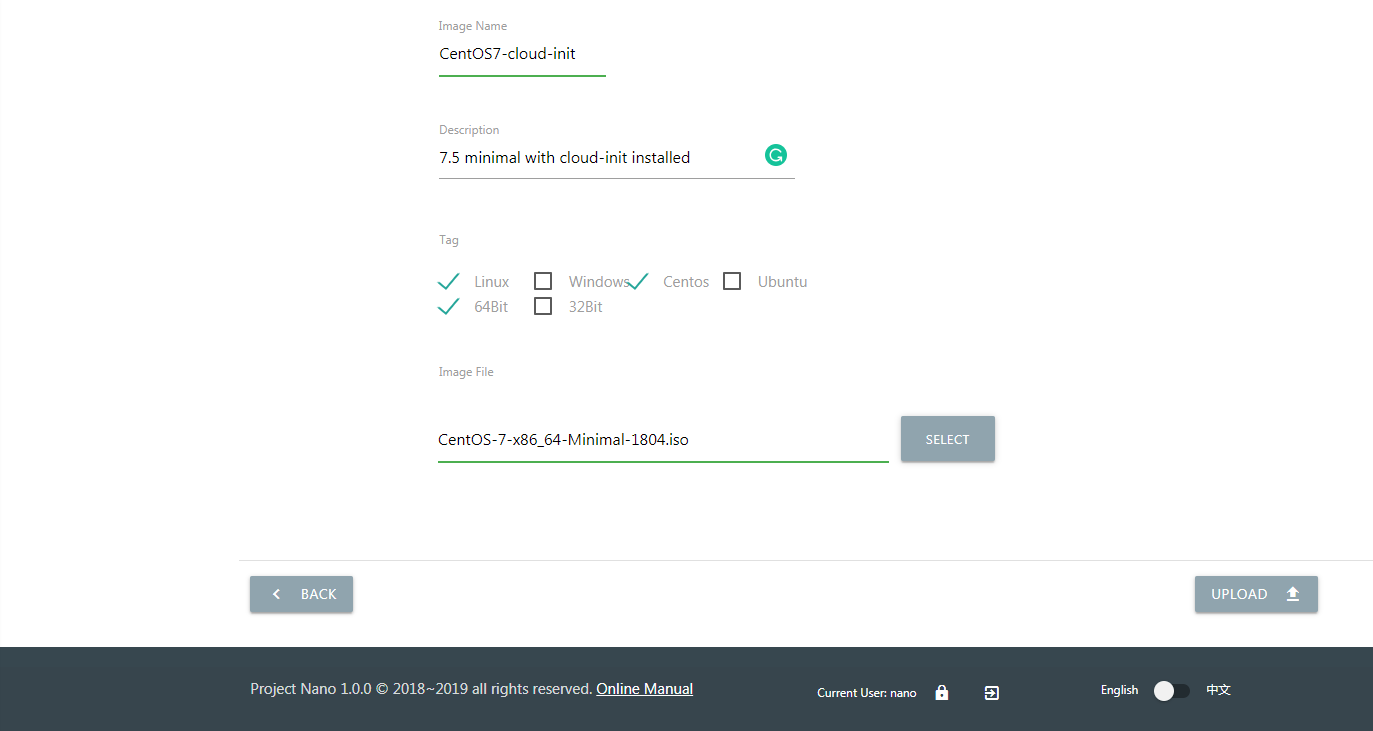 Image Name
CentOS7-cloud-init
Description
7.5 minimal with cloud-init installed
Tag
Linux Windows Centos Ubuntu
64Bit 32Bit
Image File
CentOS-7-x86_64-Minimal-1804.iso SELECT
BACK UPLOAD
Project Nano 1.0.0 © 2018~2019 all rights reserved. Online Manual Current User: nano English 中文